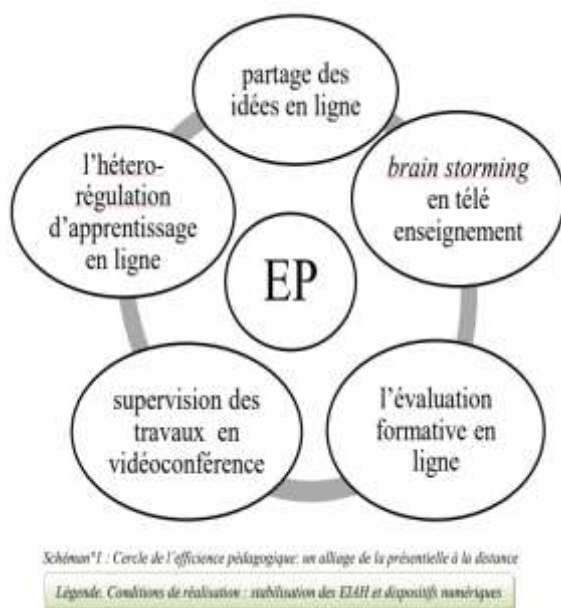 partage des
idées en ligne
brain storming
en télé
enseignement
l'évaluation
formative en
ligne
supervision des
travaux en
vidéoconférence
l'hétéro-
régulation
d'apprentissage
en ligne
EP
Schéman°1 : Cercle de l'efficience pédagogique: un alliage de la présentielle à la distance
Légende. Conditions de réalisation : stabilisation des EIAH et dispositifs numériques